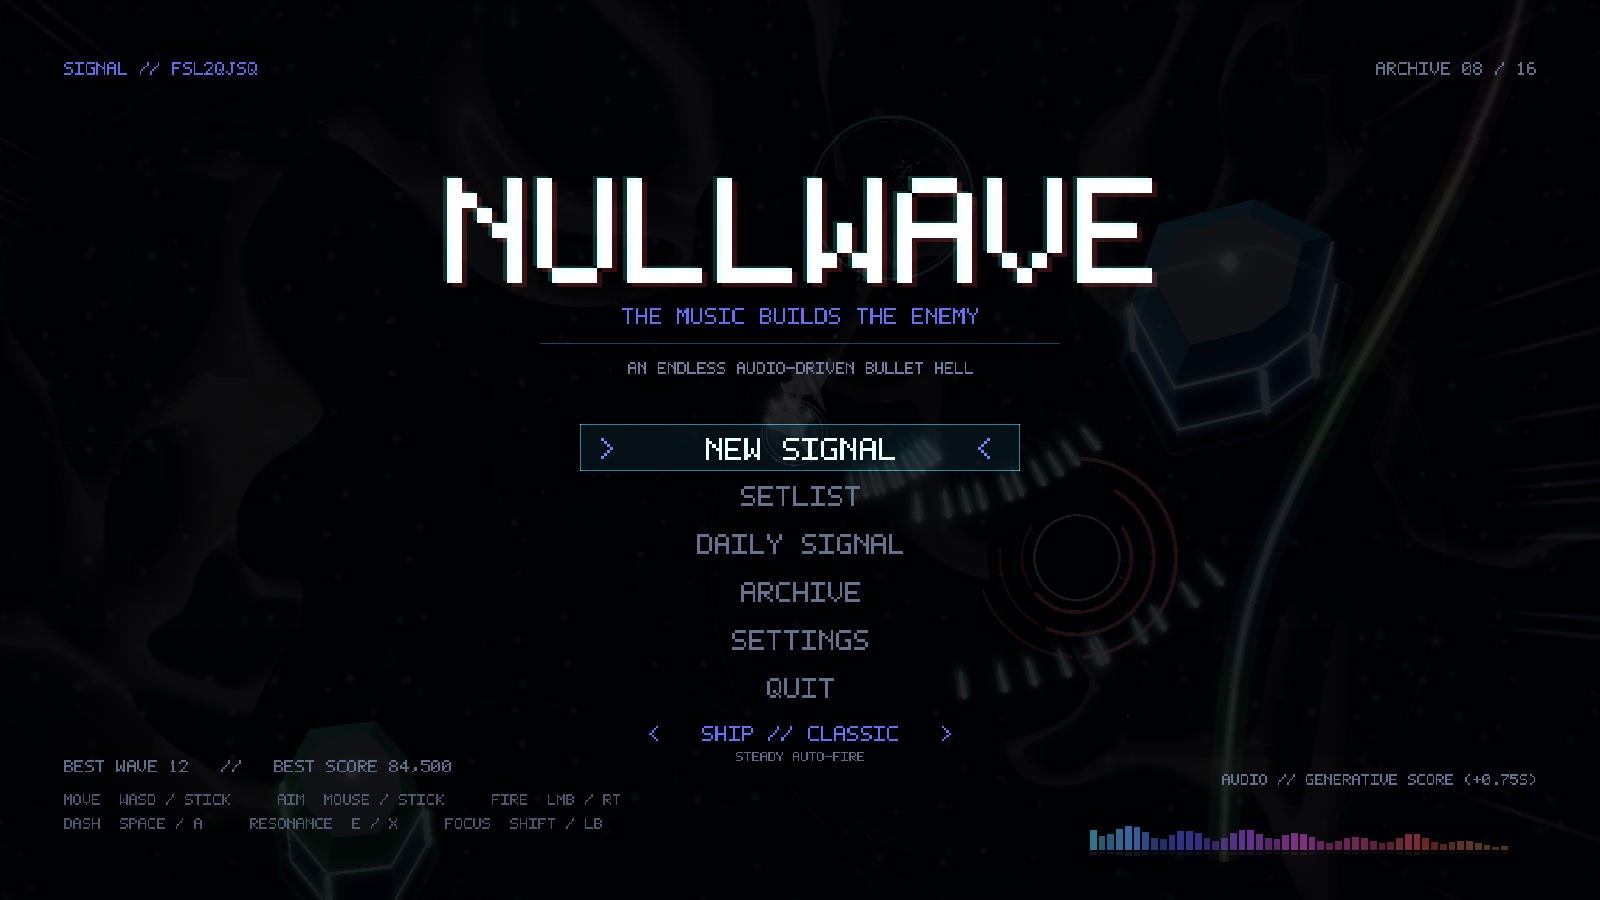 SIGNAL // FSL2QJSQ
ARCHIVE 08 / 16
NULLWAVE
THE MUSIC BUILDS THE ENEMY
AN ENDLESS AUDIO-DRIVEN BULLET HELL
> NEW SIGNAL <
SETLIST
DAILY SIGNAL
ARCHIVE
SETTINGS
QUIT
< SHIP // CLASSIC >
STEADY AUTO-FIRE
BEST WAVE 12 // BEST SCORE 84,500
MOVE WASD / STICK AIM MOUSE / STICK FIRE LMB / RT
DASH SPACE / A RESONANCE E / X FOCUS SHIFT / LB
AUDIO // GENERATIVE SCORE (+0.75S)